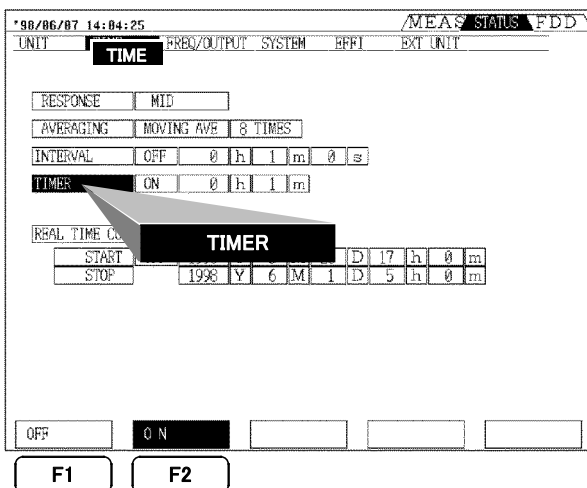 '98/06/07 14:04:25 MEAS STATUS FDD
UNIT FREQ/OUTPUT SYSTEM EFFI EXT UNIT
TIME
RESPONSE MID
AVERAGING MOVING AVE 8 TIMES
INTERVAL OFF 0 h 1 m 0 s
TIMER ON 0 h 1 m
TIMER
REAL TIME
START D 17 h 0 m
STOP 1998 Y 6 M 1 D 5 h 0 m
OFF ON
F1 F2